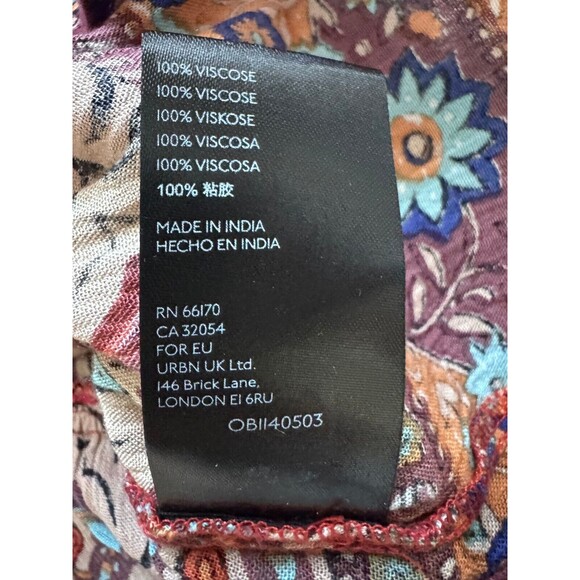 100% VISCOSE
100% VISCOSE
100% VISKOSE
100% VISCOSA
100% VISCOSA
100% 粘胶
MADE IN INDIA
HECHO EN INDIA
RN 66170
CA 32054
FOR EU
URBN UK Ltd.
146 Brick Lane,
LONDON E1 6RU
OB1140503